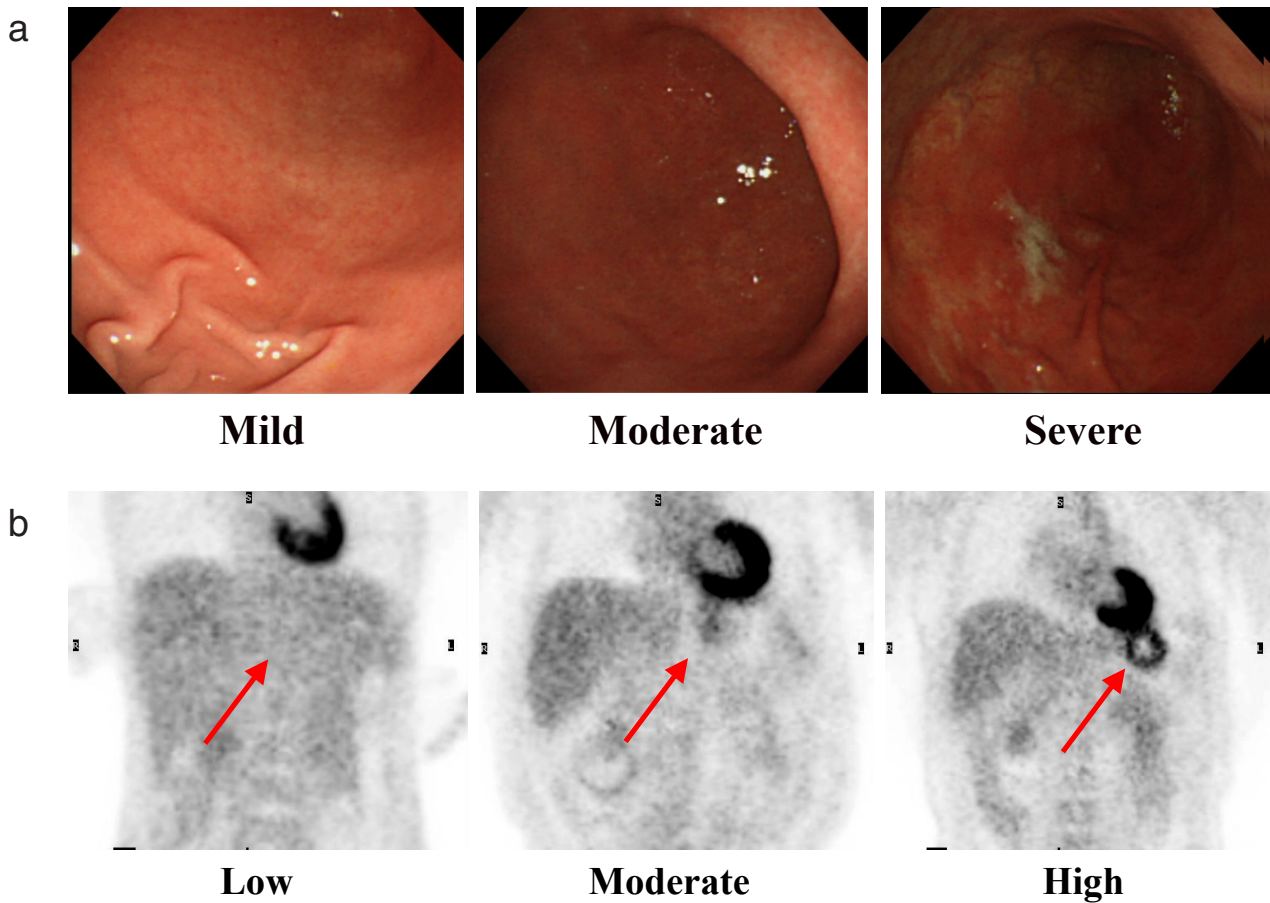 a
Mild Moderate Severe
b
S S S
R L R L R L
Low Moderate High